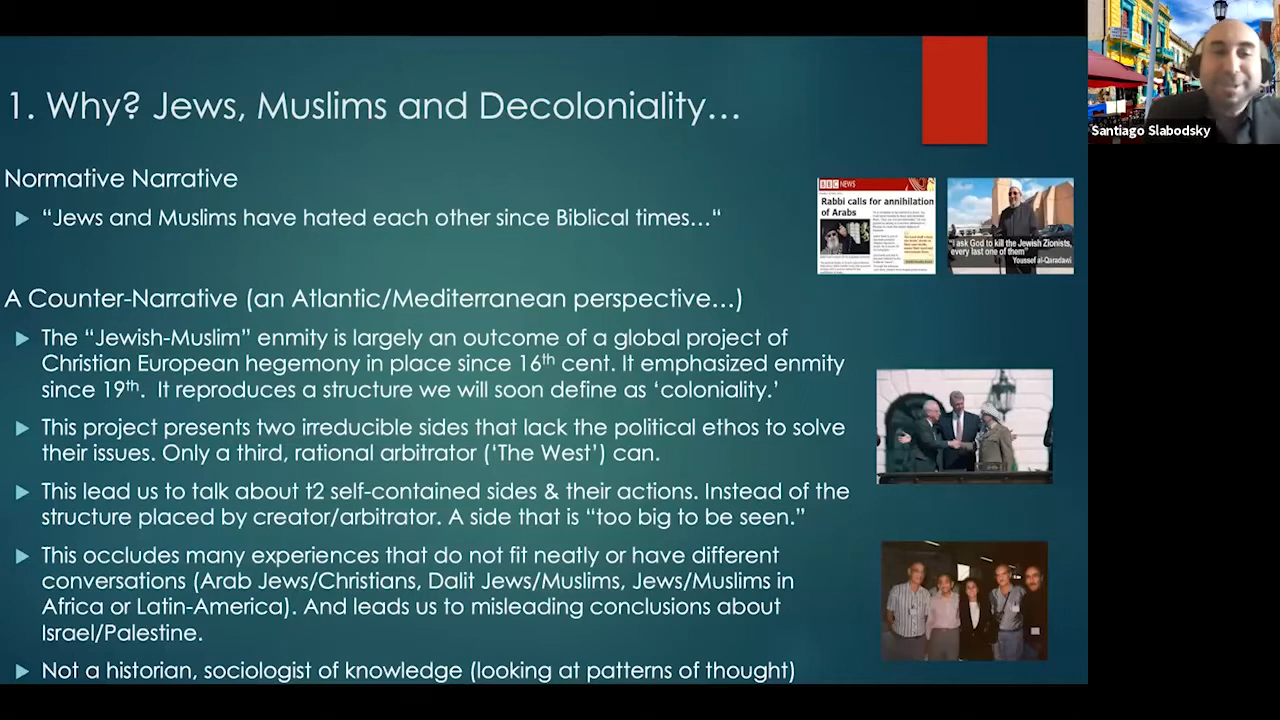 1. Why? Jews, Muslims and Decoloniality…
Normative Narrative
“Jews and Muslims have hated each other since Biblical times…“
A Counter-Narrative (an Atlantic/Mediterranean perspective…)
The “Jewish-Muslim” enmity is largely an outcome of a global project of
Christian European hegemony in place since 16th cent. It emphasized enmity
since 19th. It reproduces a structure we will soon define as ‘coloniality.’
This project presents two irreducible sides that lack the political ethos to solve
their issues. Only a third, rational arbitrator (‘The West’) can.
This lead us to talk about t2 self-contained sides & their actions. Instead of the
structure placed by creator/arbitrator. A side that is “too big to be seen.”
This occludes many experiences that do not fit neatly or have different
conversations (Arab Jews/Christians, Dalit Jews/Muslims, Jews/Muslims in
Africa or Latin-America). And leads us to misleading conclusions about
Israel/Palestine.
Not a historian, sociologist of knowledge (looking at patterns of thought)
BBC NEWS
Rabbi calls for annihilation
of Arabs
“I ask God to kill the Jewish Zionists,
every last one of them”
Youssef al-Qaradawi
Santiago Slabodsky